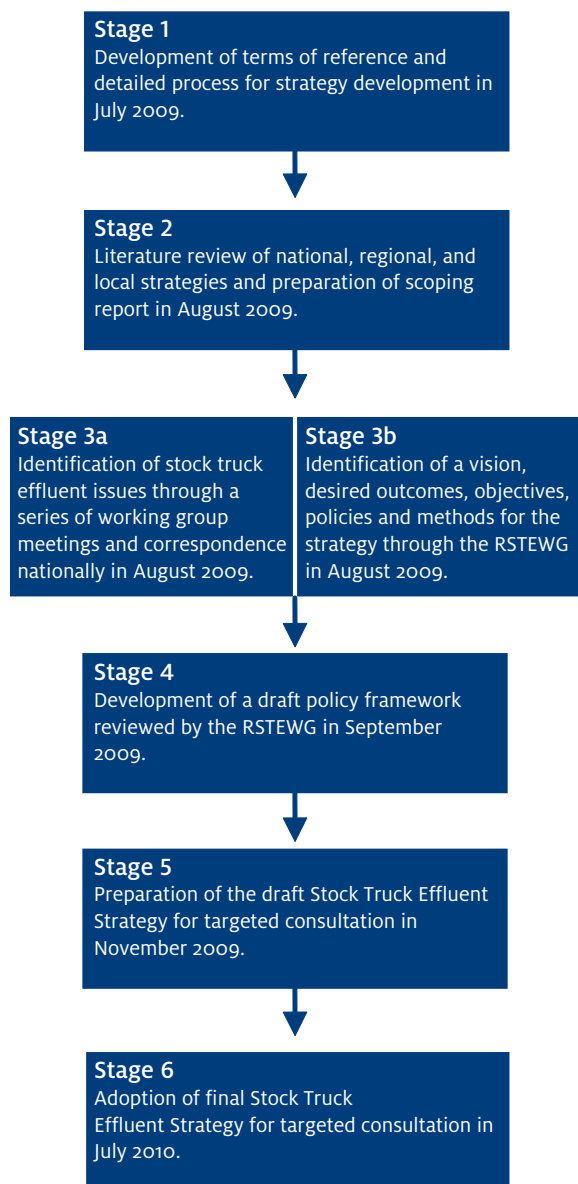 Stage 1
Development of terms of reference and
detailed process for strategy development in
July 2009.
Stage 2
Literature review of national, regional, and
local strategies and preparation of scoping
report in August 2009.
Stage 3a
Identification of stock truck
effluent issues through a
series of working group
meetings and correspondence
nationally in August 2009.
Stage 3b
Identification of a vision,
desired outcomes, objectives,
policies and methods for the
strategy through the RSTEWG
in August 2009.
Stage 4
Development of a draft policy framework
reviewed by the RSTEWG in September
2009.
Stage 5
Preparation of the draft Stock Truck Effluent
Strategy for targeted consultation in
November 2009.
Stage 6
Adoption of final Stock Truck
Effluent Strategy for targeted consultation in
July 2010.